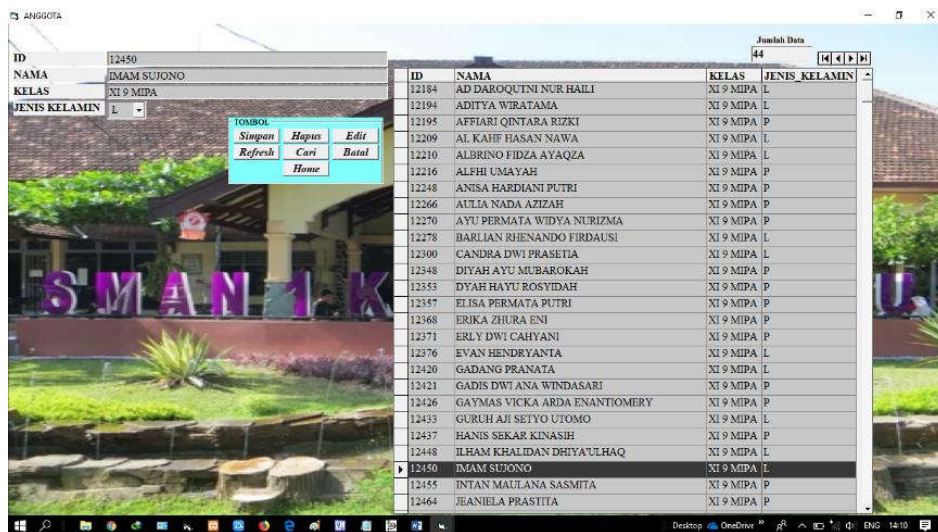 ANGGOTA
Jumlah Data
44
ID 12450
NAMA IMAM SUJONO
KELAS XI 9 MIPA
JENIS KELAMIN L
TOMBOL
Simpan Hapus Edit
Refresh Cari Batal
Home
ID NAMA KELAS JENIS_KELAMIN
12184 AD DAROQUTNI NUR HAILI XI 9 MIPA L
12194 ADITYA WIRATAMA XI 9 MIPA L
12195 AFFIARI QINTARA RIZKI XI 9 MIPA P
12209 AL KAHF HASAN NAWA XI 9 MIPA L
12210 ALBRINO FIDZA AYAQZA XI 9 MIPA L
12216 ALFHI UMAYAH XI 9 MIPA P
12248 ANISA HARDIANI PUTRI XI 9 MIPA P
12266 AULIA NADA AZIZAH XI 9 MIPA P
12270 AYU PERMATA WIDYA NURIZMA XI 9 MIPA P
12278 BARLIAN RHENANDO FIRDAUSI XI 9 MIPA L
12300 CANDRA DWI PRASETIA XI 9 MIPA L
12348 DIYAH AYU MUBAROKAH XI 9 MIPA P
12353 DYAH HAYU ROSYIDAH XI 9 MIPA P
12357 ELISA PERMATA PUTRI XI 9 MIPA P
12368 ERIKA ZHURA ENI XI 9 MIPA P
12371 ERLY DWI CAHYANI XI 9 MIPA P
12376 EVAN HENDRYANTA XI 9 MIPA L
12420 GADANG PRANATA XI 9 MIPA L
12421 GADIS DWI ANA WINDASARI XI 9 MIPA P
12426 GAYMAS VICKA ARDA ENANTIOMERY XI 9 MIPA P
12433 GURUH AJI SETYO UTOMO XI 9 MIPA L
12437 HANIS SEKAR KINASIH XI 9 MIPA P
12448 ILHAM KHALIDAN DHIYA'ULHAQ XI 9 MIPA L
12450 IMAM SUJONO XI 9 MIPA L
12455 INTAN MAULANA SASMITA XI 9 MIPA P
12464 JEANIELA PRASTITA XI 9 MIPA P
SMAN 1 K U
Desktop OneDrive ENG 14:10